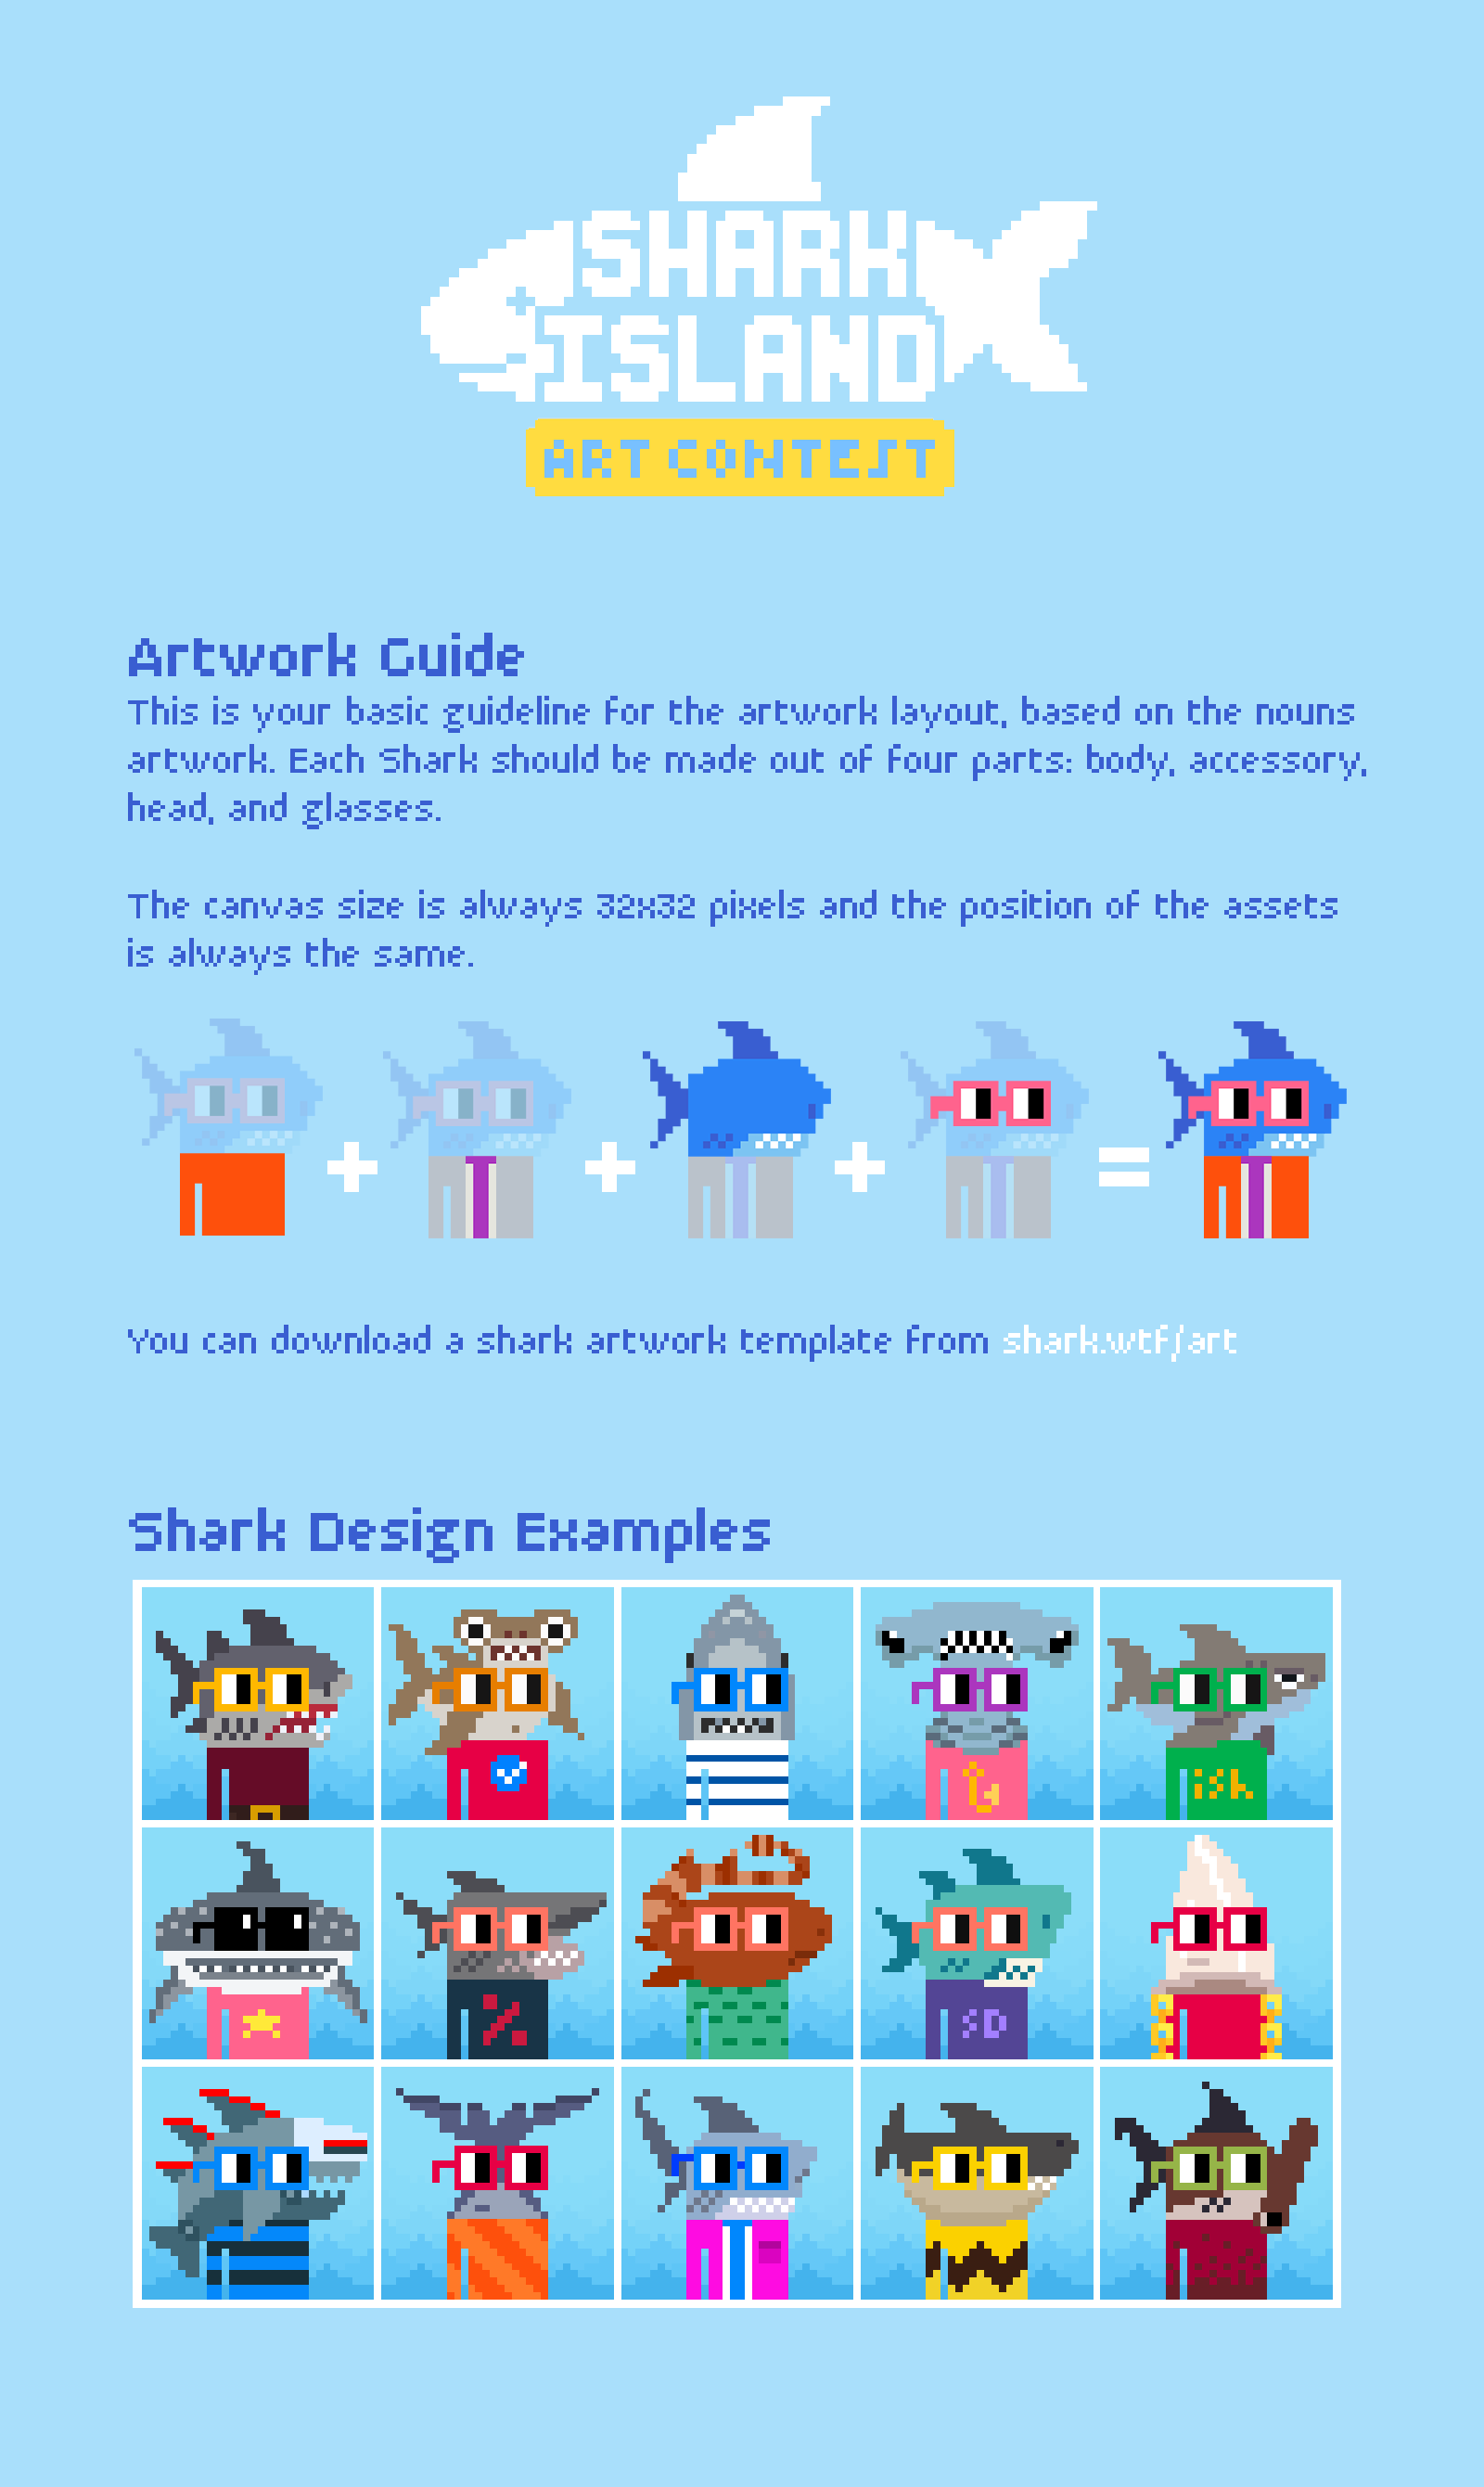 SHARK
ISLAND
ART CONTEST
Artwork Guide
This is your basic guideline for the artwork layout, based on the nouns
artwork. Each Shark should be made out of four parts: body, accessory,
head, and glasses.
The canvas size is always 32x32 pixels and the position of the assets
is always the same.
+ + + =
You can download a shark artwork template from shark.wtf/art
Shark Design Examples
ish
%
SD